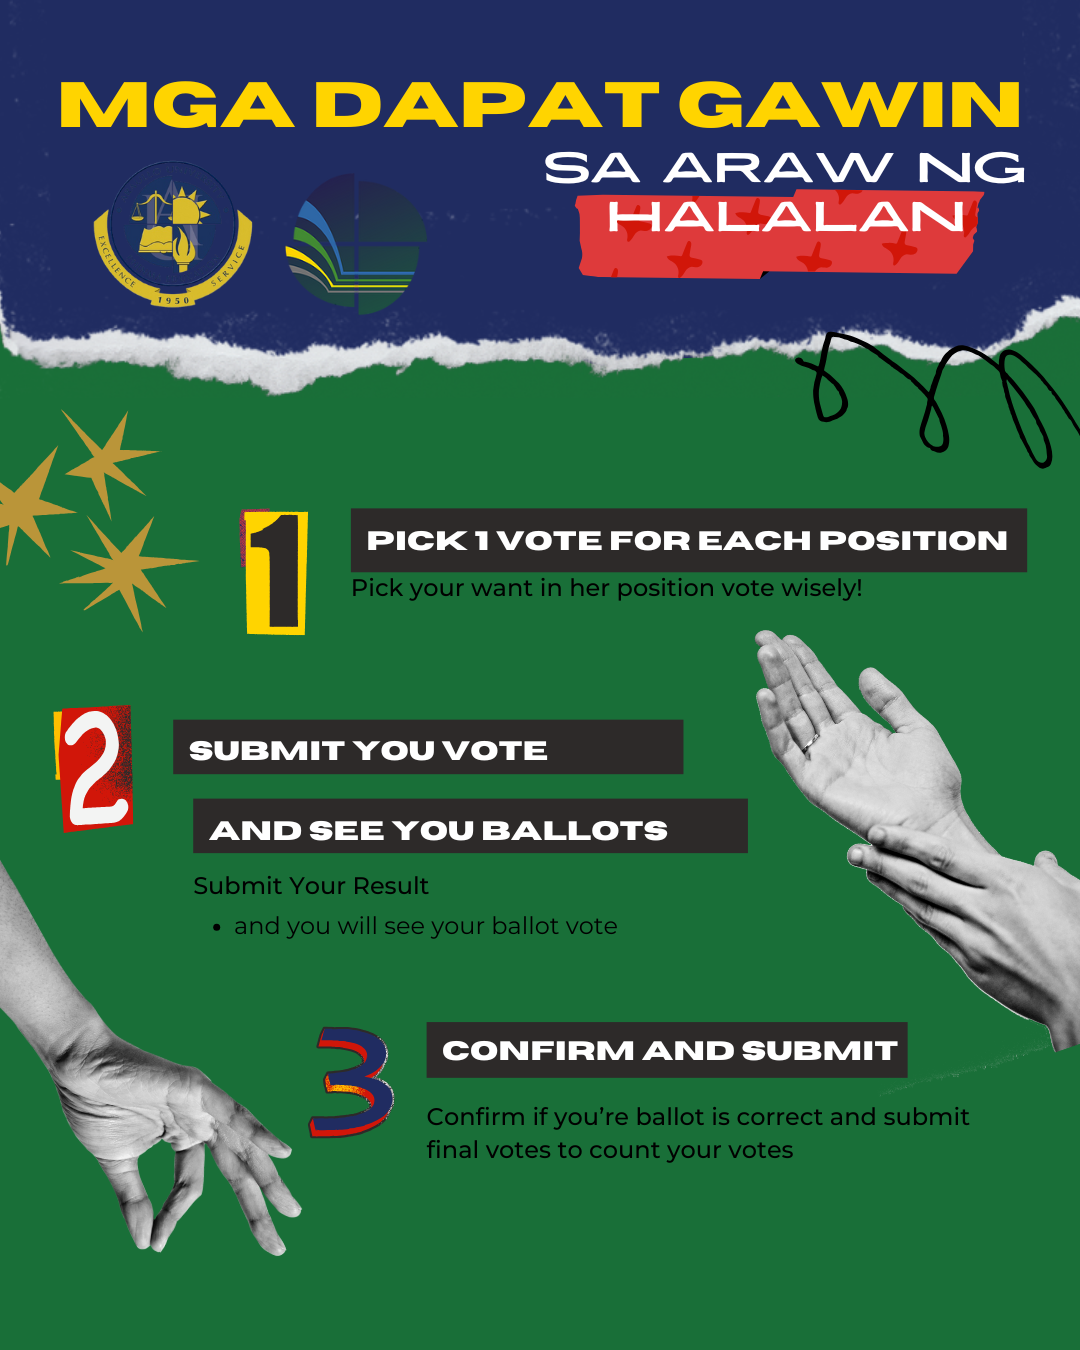 MGA DAPAT GAWIN
SA ARAW NG
HALALAN
EXCELLENCE
SERVICE
1950
1
PICK 1 VOTE FOR EACH POSITION
Pick your want in her position vote wisely!
2
SUBMIT YOU VOTE
AND SEE YOU BALLOTS
Submit Your Result
• and you will see your ballot vote
3
CONFIRM AND SUBMIT
Confirm if you’re ballot is correct and submit
final votes to count your votes